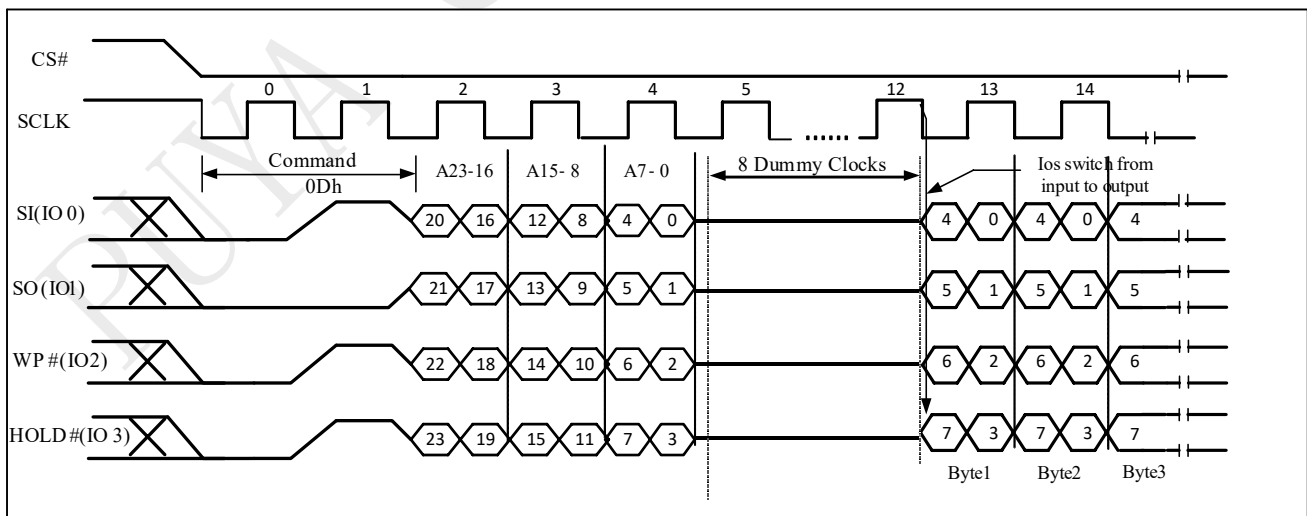 CS#
0 1 2 3 4 5 12 13 14
SCLK
Command
0Dh
A23-16 A15- 8 A7- 0 8 Dummy Clocks
Ios switch from
input to output
SI(IO 0) 20 16 12 8 4 0 4 0 4 0 4
SO (IO1) 21 17 13 9 5 1 5 1 5 1 5
WP #(IO2) 22 18 14 10 6 2 6 2 6 2 6
HOLD #(IO 3) 23 19 15 11 7 3 7 3 7 3 7
Byte1 Byte2 Byte3
PUYA